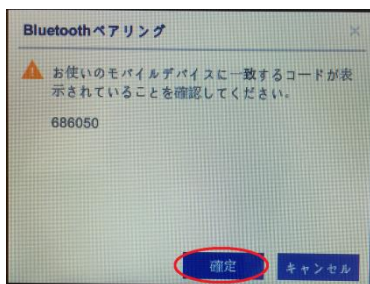 Bluetoothペアリング
お使いのモバイルデバイスに一致するコードが表
示されていることを確認してください。
686050
確定
キャンセル